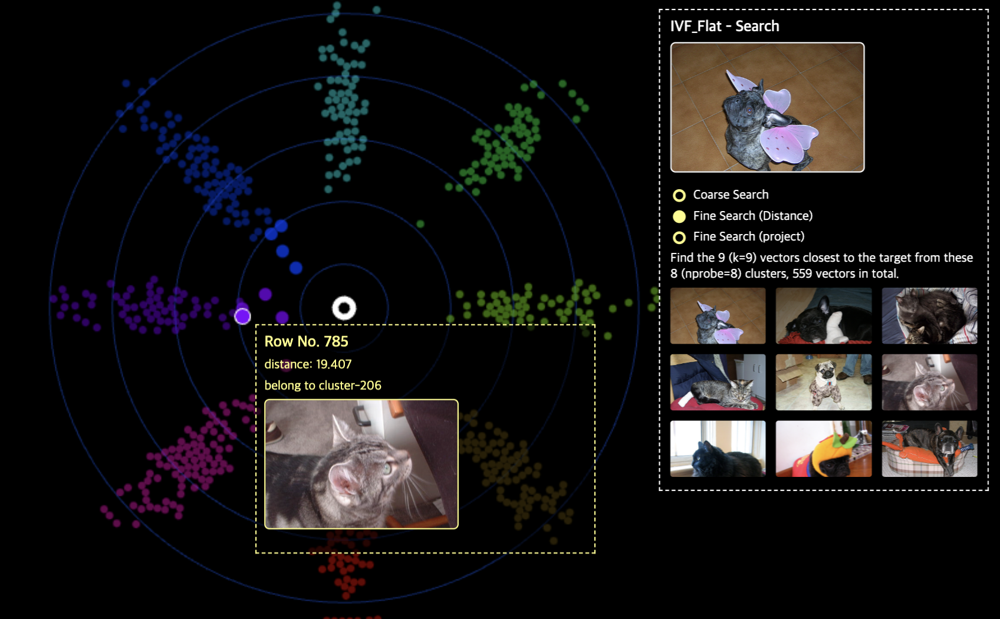 IVF_Flat - Search
Coarse Search
Fine Search (Distance)
Fine Search (project)
Find the 9 (k=9) vectors closest to the target from these
8 (nprobe=8) clusters, 559 vectors in total.
Row No. 785
distance: 19.407
belong to cluster-206